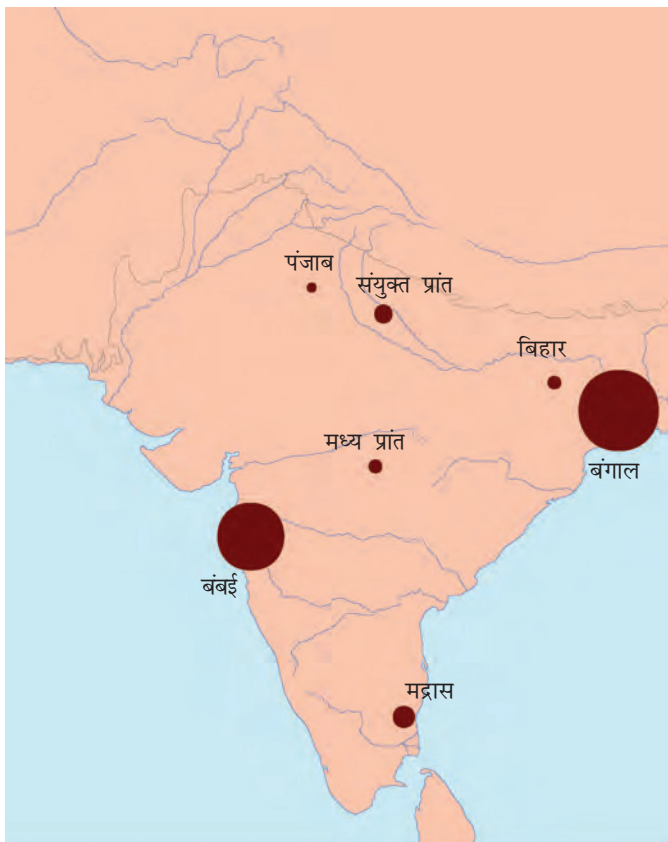 पंजाब
संयुक्त प्रांत
बिहार
मध्य प्रांत
बंगाल
बंबई
मद्रास